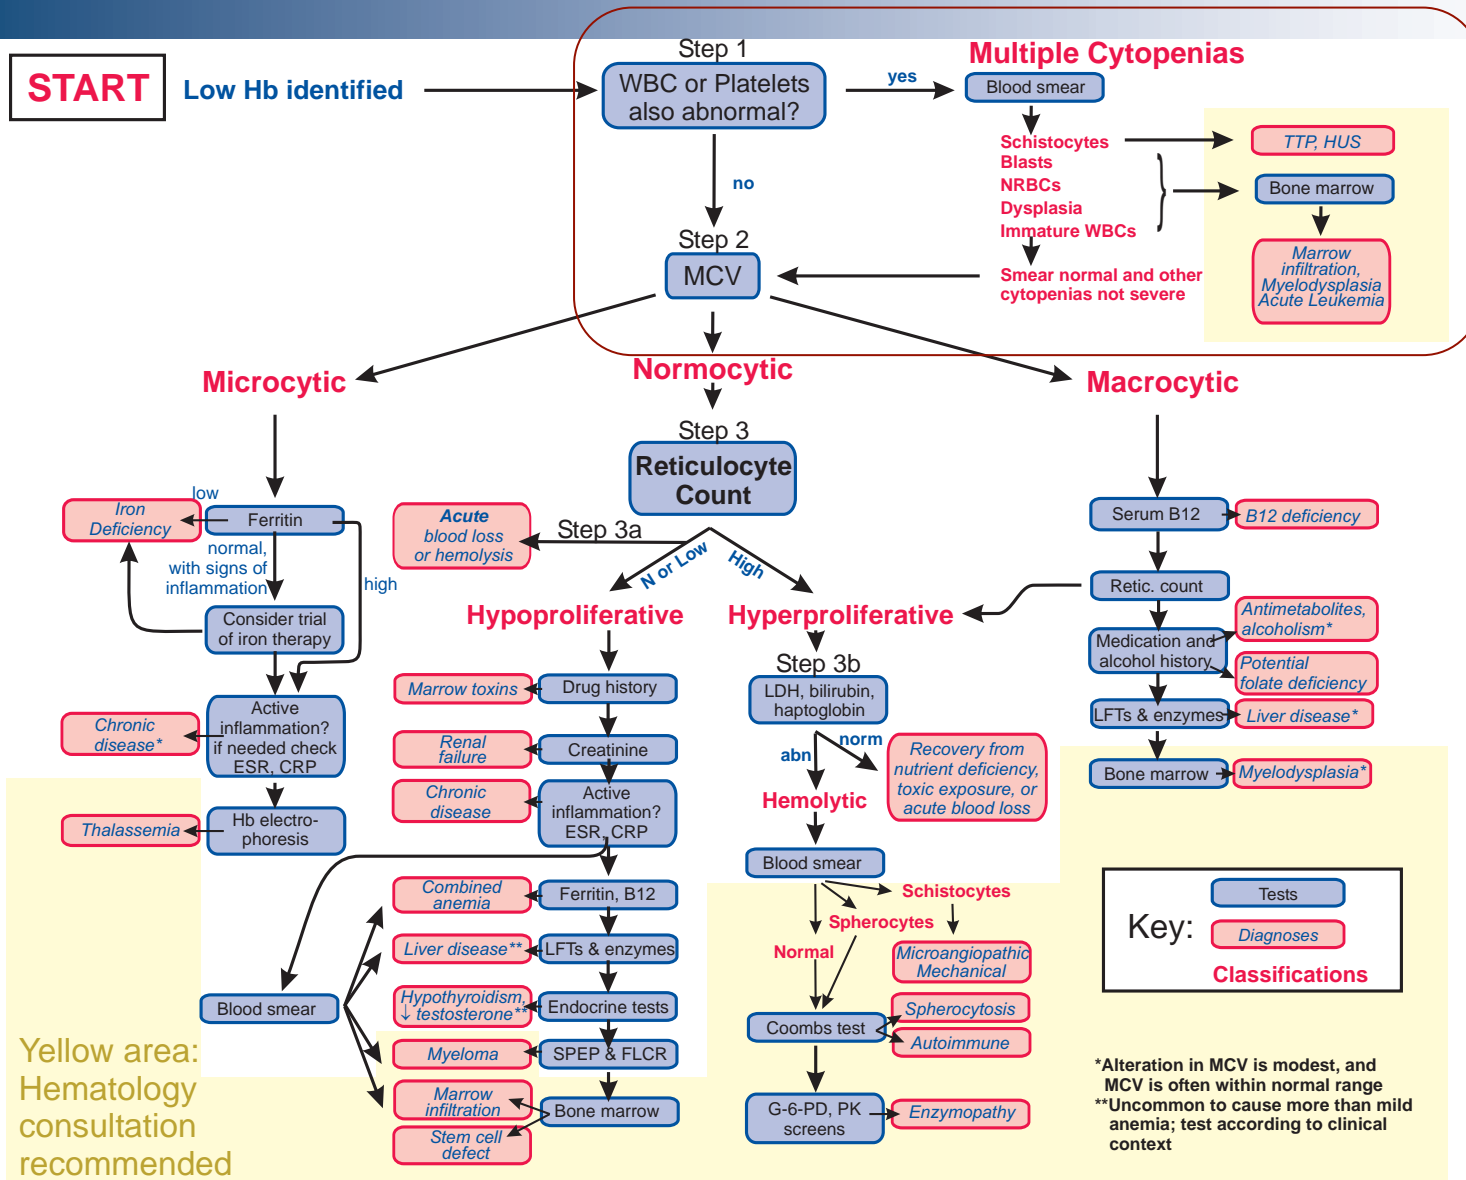 START
Low Hb identified
Step 1
WBC or Platelets
also abnormal?
yes
no
Multiple Cytopenias
Blood smear
Schistocytes
Blasts
NRBCs
Dysplasia
Immature WBCs
Smear normal and other
cytopenias not severe
TTP, HUS
Bone marrow
Marrow
infiltration,
Myelodysplasia
Acute Leukemia
Step 2
MCV
Microcytic
Normocytic
Macrocytic
low
Iron
Deficiency
Ferritin
normal,
with signs of
inflammation
high
Consider trial
of iron therapy
Active
inflammation?
if needed check
ESR, CRP
Chronic
disease*
Hb electro-
phoresis
Thalassemia
Step 3
Reticulocyte
Count
Step 3a
Acute
blood loss
or hemolysis
N or Low
High
Hypoproliferative
Drug history
Marrow toxins
Creatinine
Renal
failure
Active
inflammation?
ESR, CRP
Chronic
disease
Ferritin, B12
Combined
anemia
LFTs & enzymes
Liver disease**
Endocrine tests
Hypothyroidism,
↓ testosterone**
SPEP & FLCR
Myeloma
Bone marrow
Marrow
infiltration
Stem cell
defect
Blood smear
Hyperproliferative
Step 3b
LDH, bilirubin,
haptoglobin
abn
norm
Recovery from
nutrient deficiency,
toxic exposure, or
acute blood loss
Hemolytic
Blood smear
Schistocytes
Spherocytes
Normal
Microangiopathic
Mechanical
Coombs test
Spherocytosis
Autoimmune
G-6-PD, PK
screens
Enzymopathy
Serum B12
B12 deficiency
Retic. count
Medication and
alcohol history
Antimetabolites,
alcoholism*
Potential
folate deficiency
LFTs & enzymes
Liver disease*
Bone marrow
Myelodysplasia*
Key:
Tests
Diagnoses
Classifications
Yellow area:
Hematology
consultation
recommended
*Alteration in MCV is modest, and
MCV is often within normal range
**Uncommon to cause more than mild
anemia; test according to clinical
context